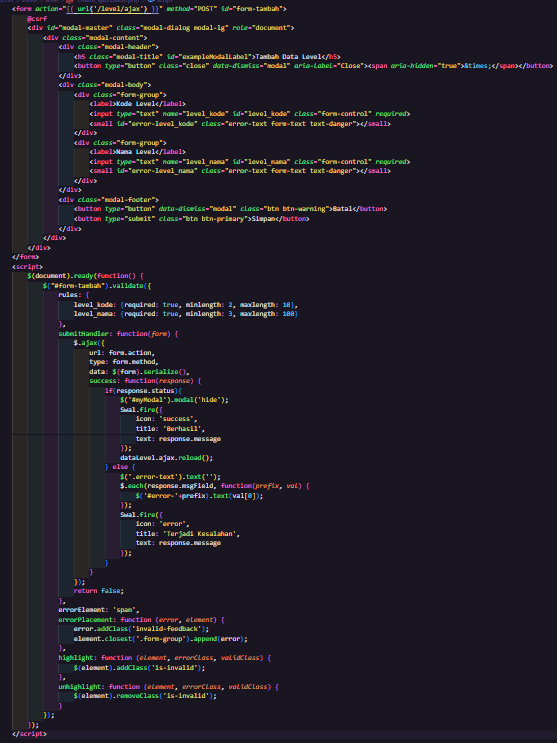 <form action="{{ url('/level/ajax') }}" method="POST" id="form-tambah">
    @csrf
    <div id="modal-master" class="modal-dialog modal-lg" role="document">
        <div class="modal-content">
            <div class="modal-header">
                <h5 class="modal-title" id="exampleModalLabel">Tambah Data Level</h5>
                <button type="button" class="close" data-dismiss="modal" aria-label="Close"><span aria-hidden="true">&times;</span></button>
            </div>
            <div class="modal-body">
                <div class="form-group">
                    <label>Kode Level</label>
                    <input type="text" name="level_kode" id="level_kode" class="form-control" required>
                    <small id="error-level_kode" class="error-text form-text text-danger"></small>
                </div>
                <div class="form-group">
                    <label>Nama Level</label>
                    <input type="text" name="level_nama" id="level_nama" class="form-control" required>
                    <small id="error-level_nama" class="error-text form-text text-danger"></small>
                </div>
            </div>
            <div class="modal-footer">
                <button type="button" data-dismiss="modal" class="btn btn-warning">Batal</button>
                <button type="submit" class="btn btn-primary">Simpan</button>
            </div>
        </div>
    </div>
</form>
<script>
    $(document).ready(function() {
        $("#form-tambah").validate({
            rules: {
                level_kode: {required: true, minlength: 2, maxlength: 10},
                level_nama: {required: true, minlength: 3, maxlength: 100}
            },
            submitHandler: function(form) {
                $.ajax({
                    url: form.action,
                    type: form.method,
                    data: $(form).serialize(),
                    success: function(response) {
                        if(response.status){
                            $('#myModal').modal('hide');
                            Swal.fire({
                                icon: 'success',
                                title: 'Berhasil',
                                text: response.message
                            });
                            dataLevel.ajax.reload();
                        } else {
                            $('.error-text').text('');
                            $.each(response.msgField, function(prefix, val) {
                                $('#error-'+prefix).text(val[0]);
                            });
                            Swal.fire({
                                icon: 'error',
                                title: 'Terjadi Kesalahan',
                                text: response.message
                            });
                        }
                    }
                });
                return false;
            },
            errorElement: 'span',
            errorPlacement: function (error, element) {
                error.addClass('invalid-feedback');
                element.closest('.form-group').append(error);
            },
            highlight: function (element, errorClass, validClass) {
                $(element).addClass('is-invalid');
            },
            unhighlight: function (element, errorClass, validClass) {
                $(element).removeClass('is-invalid');
            }
        });
    });
</script>